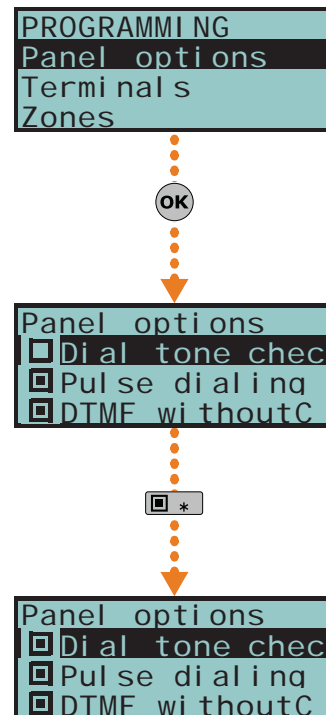 PROGRAMMING
Panel options
Terminals
Zones
OK
Panel options
Dial tone chec
Pulse dialing
DTMF withoutC
*
Panel options
Dial tone chec
Pulse dialing
DTMF withoutC